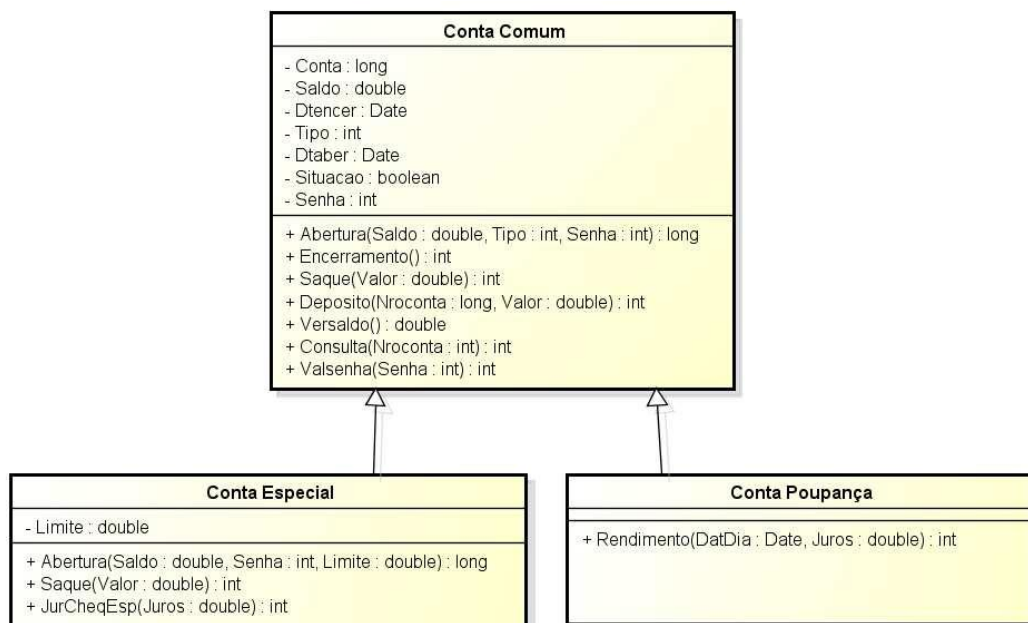 Conta Comum
- Conta : long
- Saldo : double
- Dtencer : Date
- Tipo : int
- Dtaber : Date
- Situacao : boolean
- Senha : int
+ Abertura(Saldo : double, Tipo : int, Senha : int) : long
+ Encerramento() : int
+ Saque(Valor : double) : int
+ Deposito(Nroconta : long, Valor : double) : int
+ Versaldo() : double
+ Consulta(Nroconta : int) : int
+ Valsenha(Senha : int) : int
Conta Especial
- Limite : double
+ Abertura(Saldo : double, Senha : int, Limite : double) : long
+ Saque(Valor : double) : int
+ JurCheqEsp(Juros : double) : int
Conta Poupança
+ Rendimento(DatDia : Date, Juros : double) : int